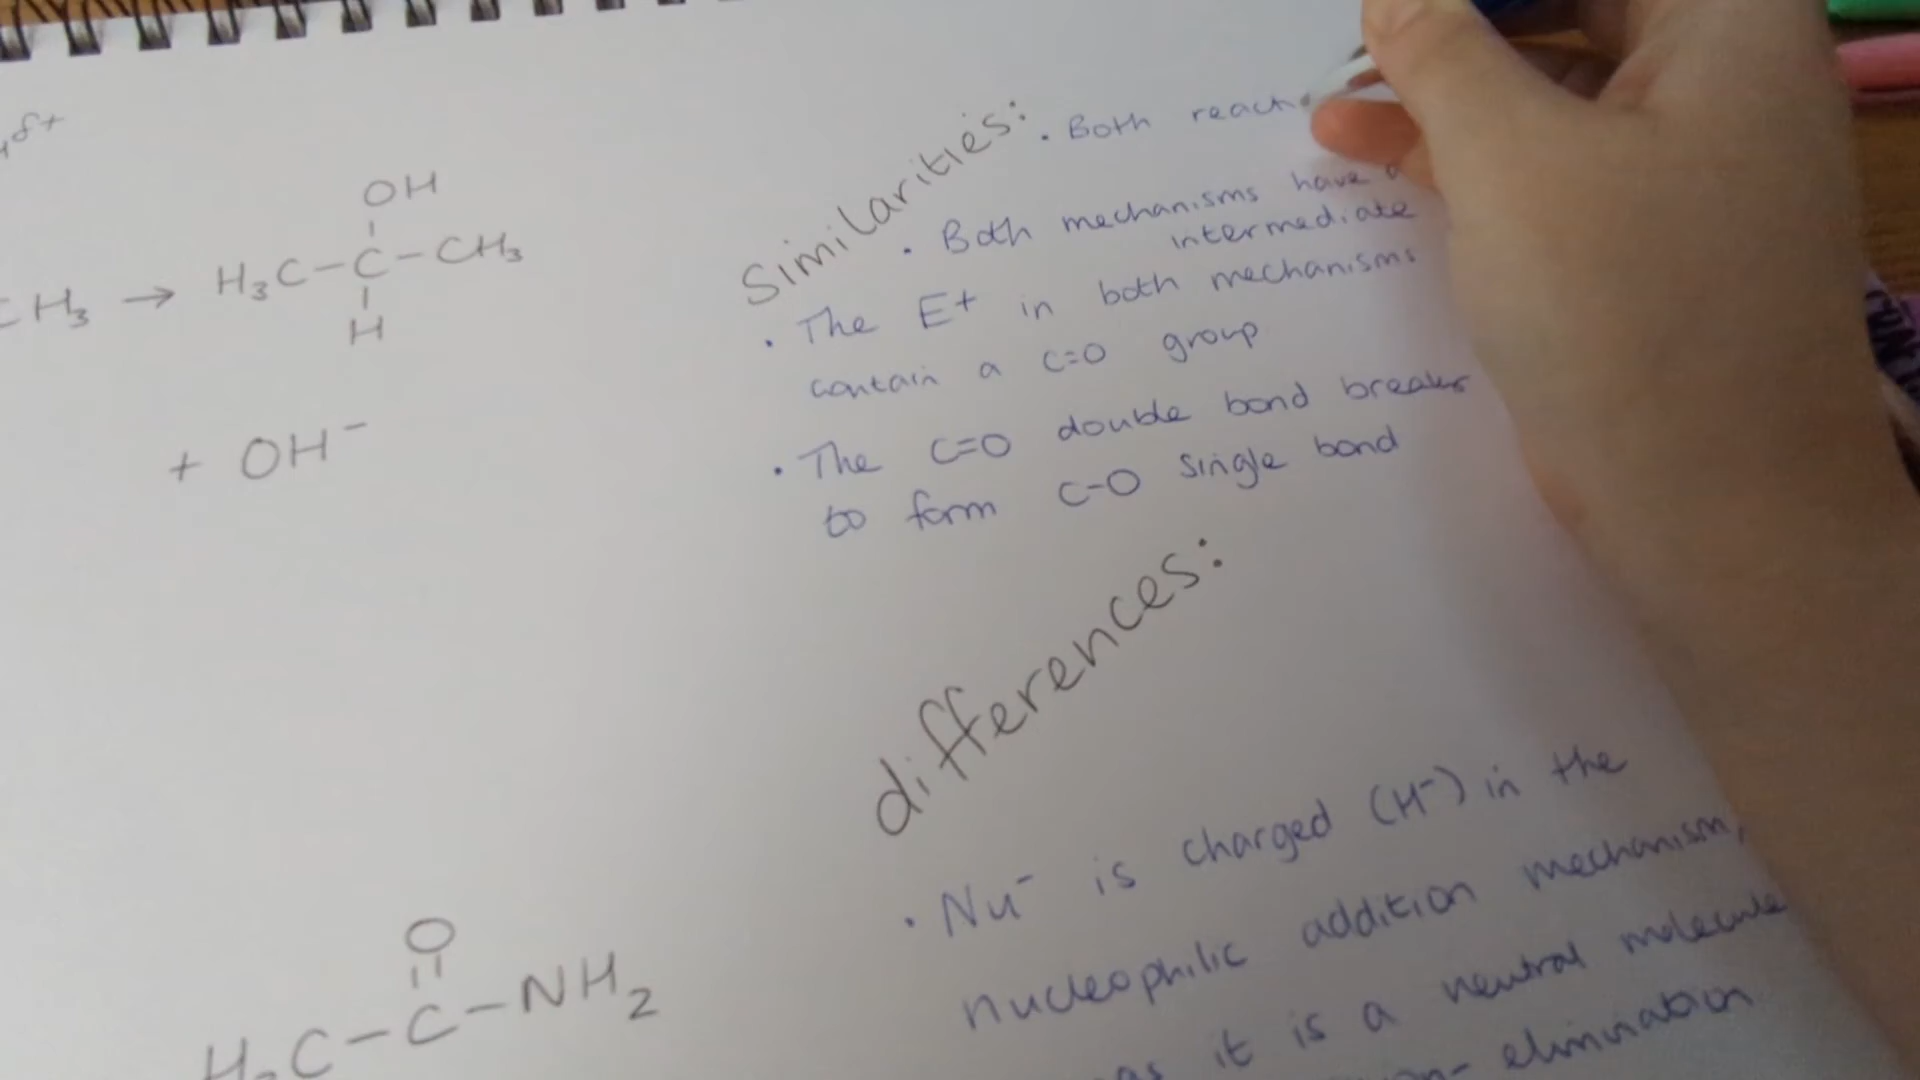 δ+
OH
H₃C-C-CH₃
CH₃ →
H
+ OH⁻
Similarities:
• Both
• Both mechanisms have
intermediate
• The E+ in both mechanisms
contain a C=O group
• The C=O double bond breaks
to form C-O single bond
differences:
• Nu⁻ is charged (H⁻) in the
nucleophilic addition mechanism,
as it is a neutral molecule
elimination
O
C-NH₂